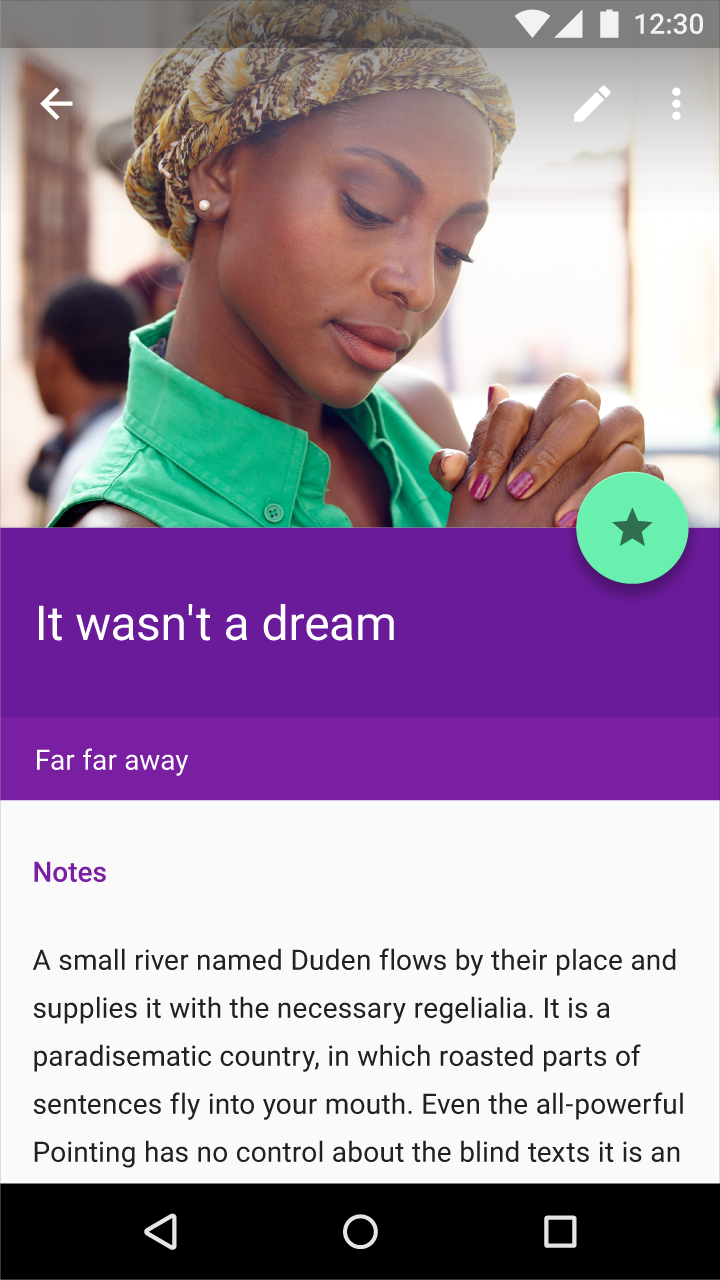 12:30
It wasn't a dream
Far far away
Notes
A small river named Duden flows by their place and
supplies it with the necessary regelialia. It is a
paradisematic country, in which roasted parts of
sentences fly into your mouth. Even the all-powerful
Pointing has no control about the blind texts it is an